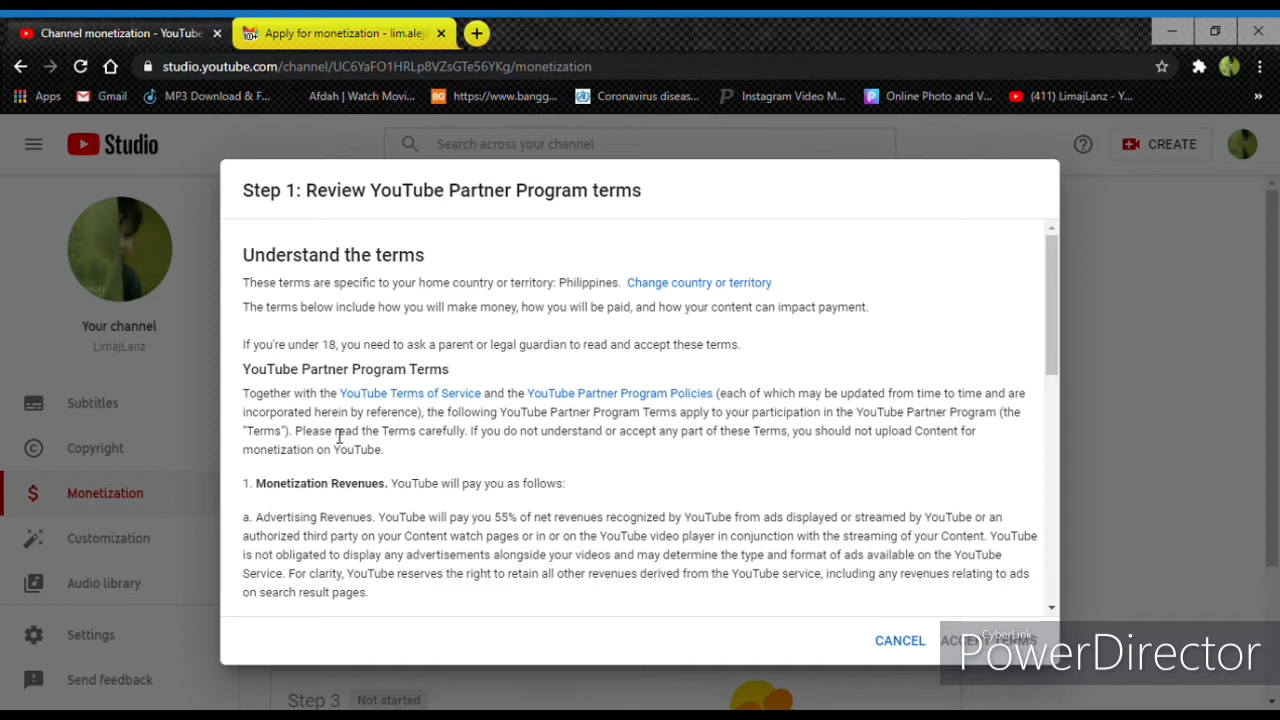 Channel monetization - YouTube
Apply for monetization - lim.alej
studio.youtube.com/channel/UC6YaFO1HRLp8VZsGTe56YKg/monetization
Apps
Gmail
MP3 Download & F...
Afdah | Watch Movi...
BG https://www.bangg...
Coronavirus diseas...
Instagram Video M...
Online Photo and V...
(411) LimajLanz - Y...
Studio
Search across your channel
CREATE
Your channel
LimajLanz
Subtitles
Copyright
Monetization
Customization
Audio library
Settings
Send feedback
Step 1: Review YouTube Partner Program terms
Understand the terms
These terms are specific to your home country or territory: Philippines. Change country or territory
The terms below include how you will make money, how you will be paid, and how your content can impact payment.
If you're under 18, you need to ask a parent or legal guardian to read and accept these terms.
YouTube Partner Program Terms
Together with the YouTube Terms of Service and the YouTube Partner Program Policies (each of which may be updated from time to time and are
incorporated herein by reference), the following YouTube Partner Program Terms apply to your participation in the YouTube Partner Program (the
"Terms"). Please read the Terms carefully. If you do not understand or accept any part of these Terms, you should not upload Content for
monetization on YouTube.
1. Monetization Revenues. YouTube will pay you as follows:
a. Advertising Revenues. YouTube will pay you 55% of net revenues recognized by YouTube from ads displayed or streamed by YouTube or an
authorized third party on your Content watch pages or in or on the YouTube video player in conjunction with the streaming of your Content. YouTube
is not obligated to display any advertisements alongside your videos and may determine the type and format of ads available on the YouTube
Service. For clarity, YouTube reserves the right to retain all other revenues derived from the YouTube service, including any revenues relating to ads
on search result pages.
CANCEL
ACCEPT TERMS
CyberLink
PowerDirector
Step 3 Not started